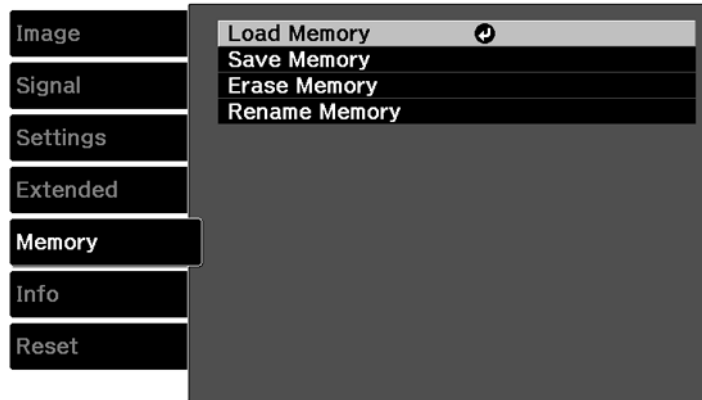 Image
Signal
Settings
Extended
Memory
Info
Reset
Load Memory
Save Memory
Erase Memory
Rename Memory